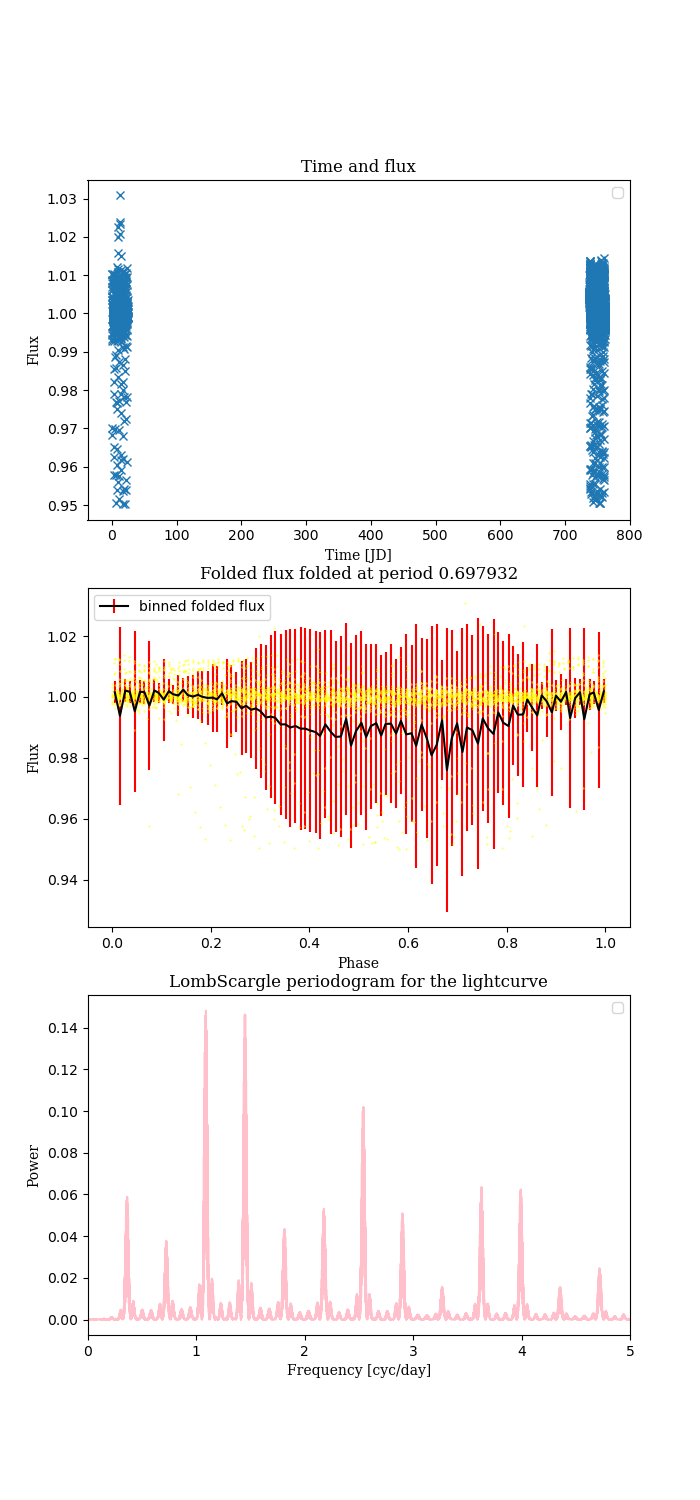 Time and flux
1.03
1.02
1.01
1.00
0.99
0.98
0.97
0.96
0.95
Flux
0 100 200 300 400 500 600 700 800
Time [JD]
Folded flux folded at period 0.697932
binned folded flux
1.02
1.00
0.98
0.96
0.94
Flux
0.0 0.2 0.4 0.6 0.8 1.0
Phase
LombScargle periodogram for the lightcurve
0.14
0.12
0.10
0.08
0.06
0.04
0.02
0.00
Power
0 1 2 3 4 5
Frequency [cyc/day]